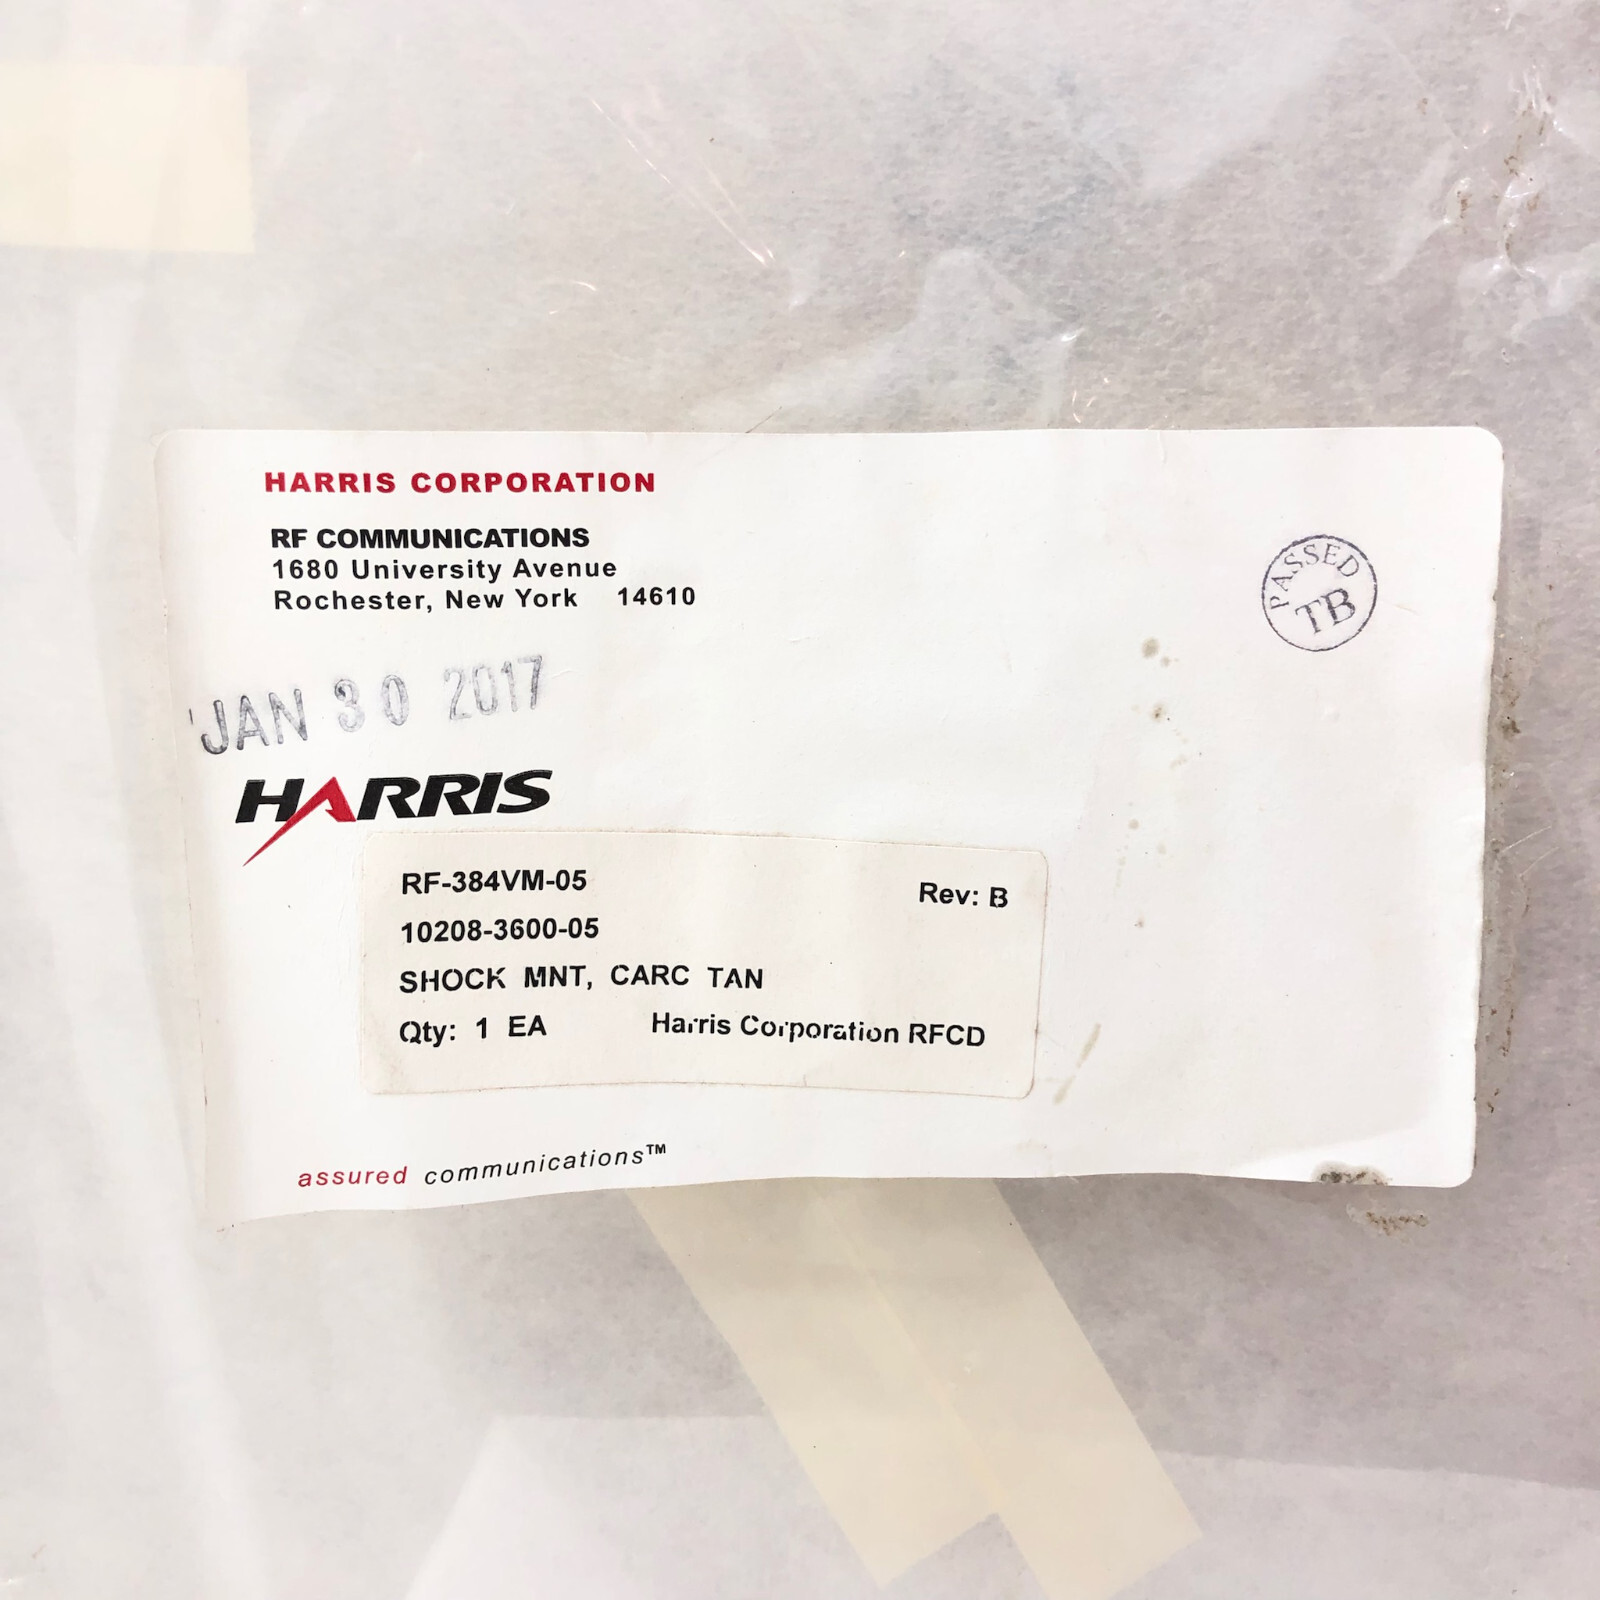 HARRIS CORPORATION
RF COMMUNICATIONS
1680 University Avenue
Rochester, New York 14610
PASSED
TB
JAN 30 2017
HARRIS
RF-384VM-05 Rev: B
10208-3600-05
SHOCK MNT, CARC TAN
Qty: 1 EA Harris Corporation RFCD
assured communications™